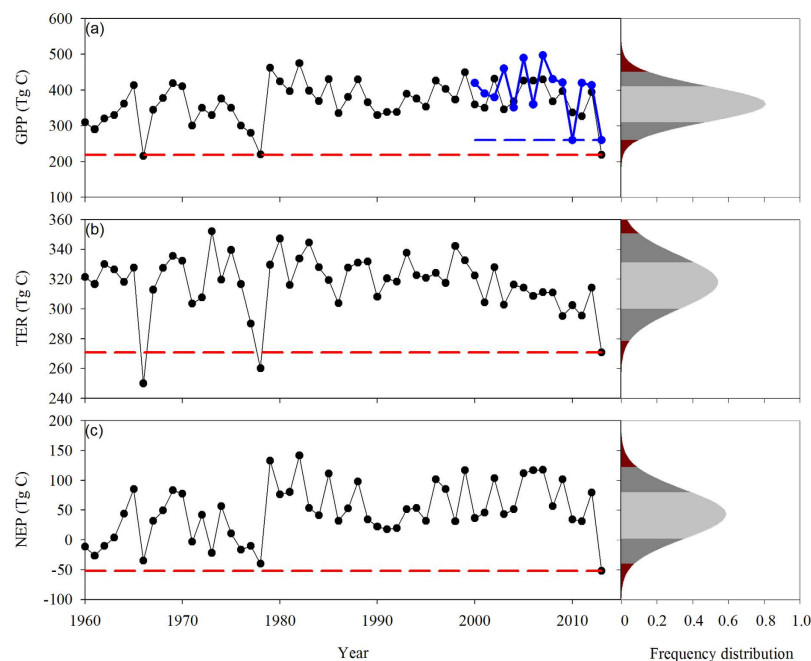 (a)
GPP (Tg C)
600
500
400
300
200
100
(b)
TER (Tg C)
360
340
320
300
280
260
240
(c)
NEP (Tg C)
200
150
100
50
0
-50
-100
1960 1970 1980 1990 2000 2010
0 0.2 0.4 0.6 0.8 1.0
Year
Frequency distribution